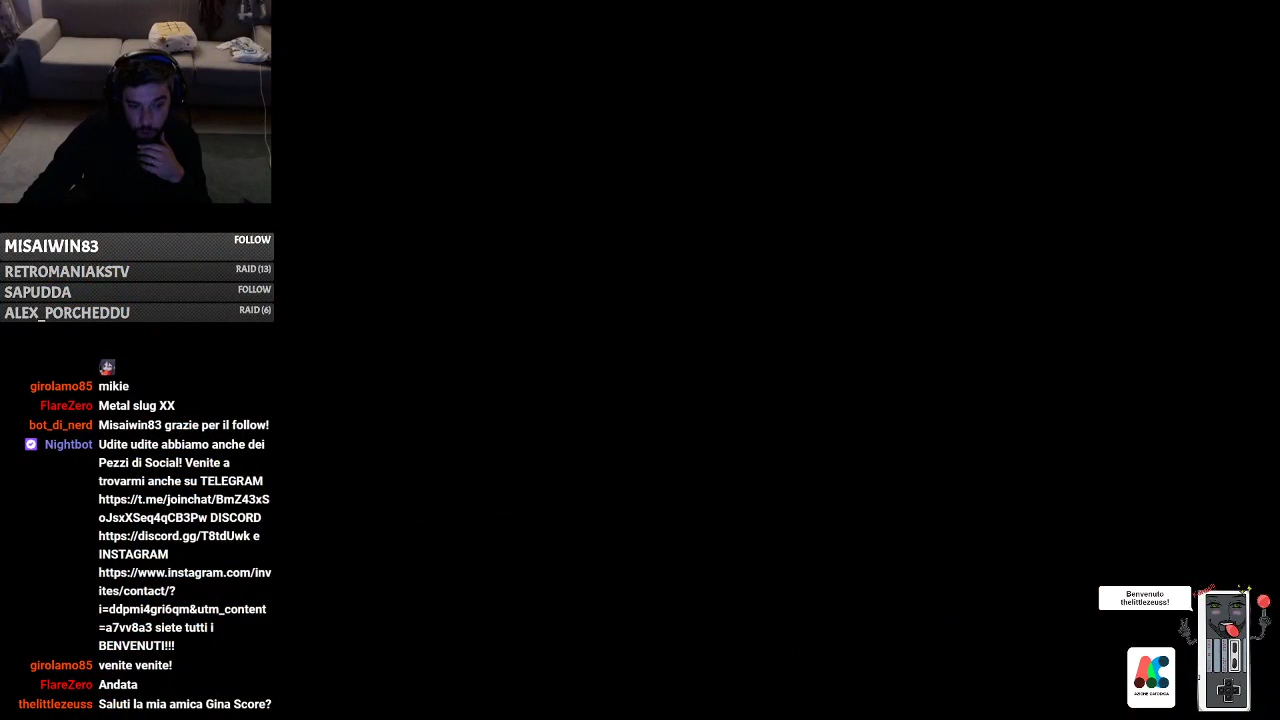 MISAIWIN83 FOLLOW
RETROMANIAKSTV RAID (13)
SAPUDDA FOLLOW
ALEX_PORCHEDDU RAID (6)
girolamo85 mikie
FlareZero Metal slug XX
bot_di_nerd Misaiwin83 grazie per il follow!
Nightbot Udite udite abbiamo anche dei
Pezzi di Social! Venite a
trovarmi anche su TELEGRAM
https://t.me/joinchat/BmZ43xS
oJsxXSeq4qCB3Pw DISCORD
https://discord.gg/T8tdUwk e
INSTAGRAM
https://www.instagram.com/inv
ites/contact/?
i=ddpmi4gri6qm&utm_content
=a7vv8a3 siete tutti i
BENVENUTI!!!
girolamo85 venite venite!
FlareZero Andata
thelittlezeuss Saluti la mia amica Gina Score?
Benvenuto
thelittlezeuss!